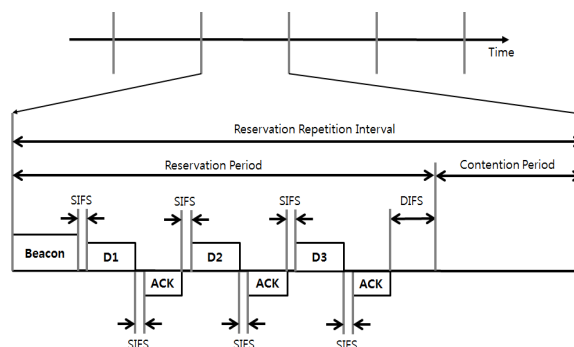 Time
Reservation Repetition Interval
Reservation Period
Contention Period
SIFS
SIFS
SIFS
DIFS
Beacon
D1
D2
D3
ACK
ACK
ACK
SIFS
SIFS
SIFS